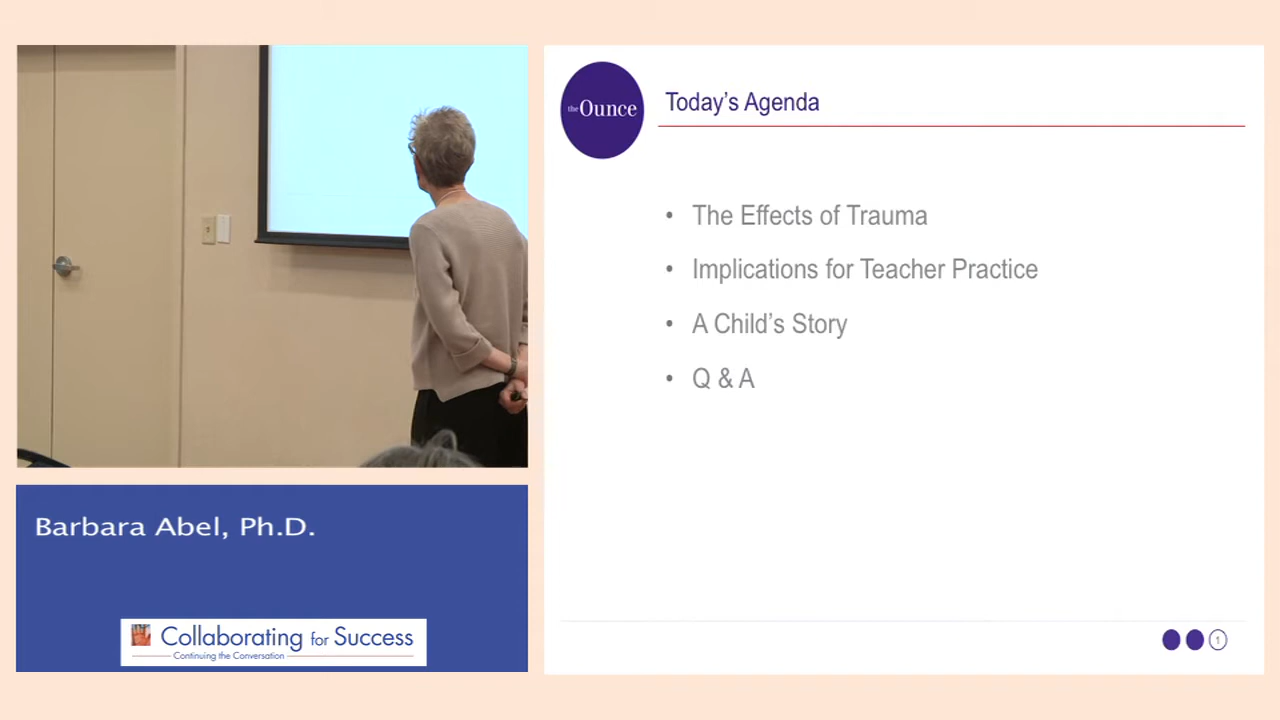 the Ounce
Today's Agenda
• The Effects of Trauma
• Implications for Teacher Practice
• A Child's Story
• Q & A
Barbara Abel, Ph.D.
Collaborating for Success
Continuing the Conversation
1